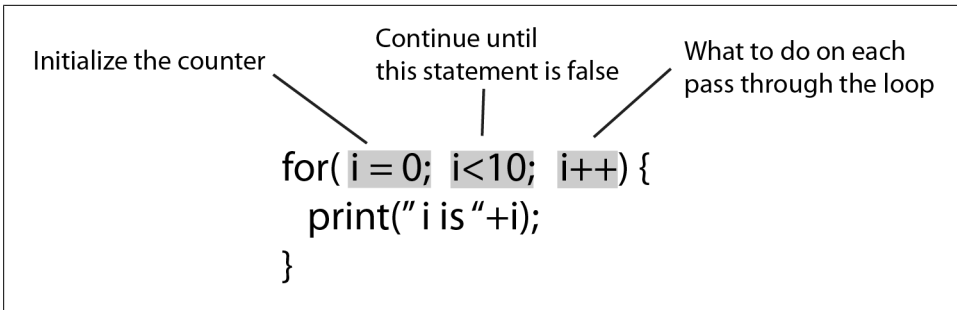 Initialize the counter
Continue until
this statement is false
What to do on each
pass through the loop
for( i = 0; i<10; i++) {
print(” i is “+i);
}